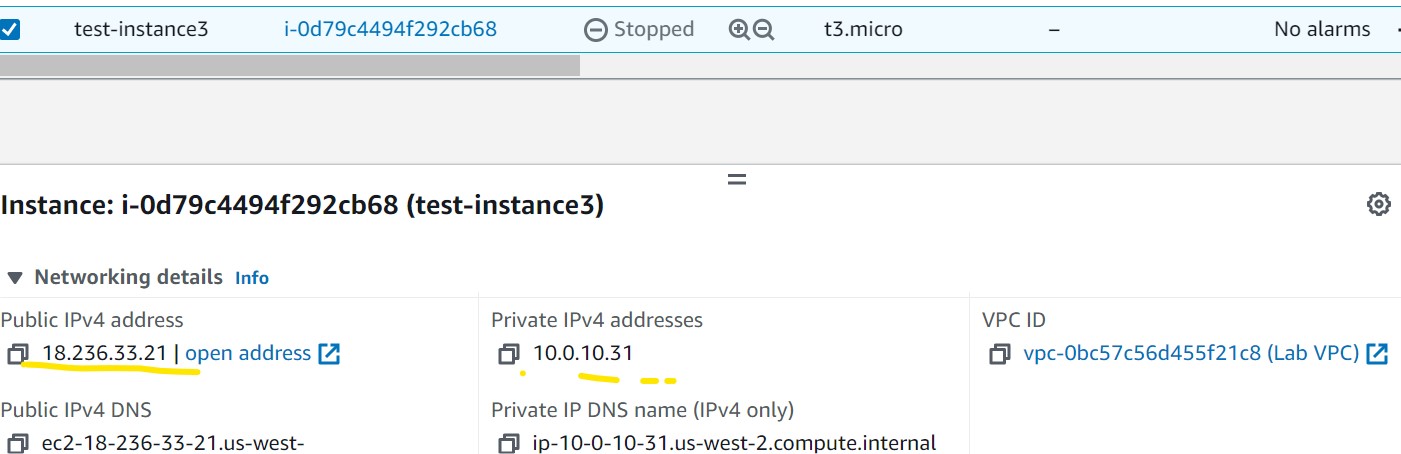 test-instance3 i-0d79c4494f292cb68 Stopped t3.micro – No alarms
Instance: i-0d79c4494f292cb68 (test-instance3)
Networking details Info
Public IPv4 address Private IPv4 addresses VPC ID
18.236.33.21 | open address 10.0.10.31 vpc-0bc57c56d455f21c8 (Lab VPC)
Public IPv4 DNS Private IP DNS name (IPv4 only)
ec2-18-236-33-21.us-west- ip-10-0-10-31.us-west-2.compute.internal